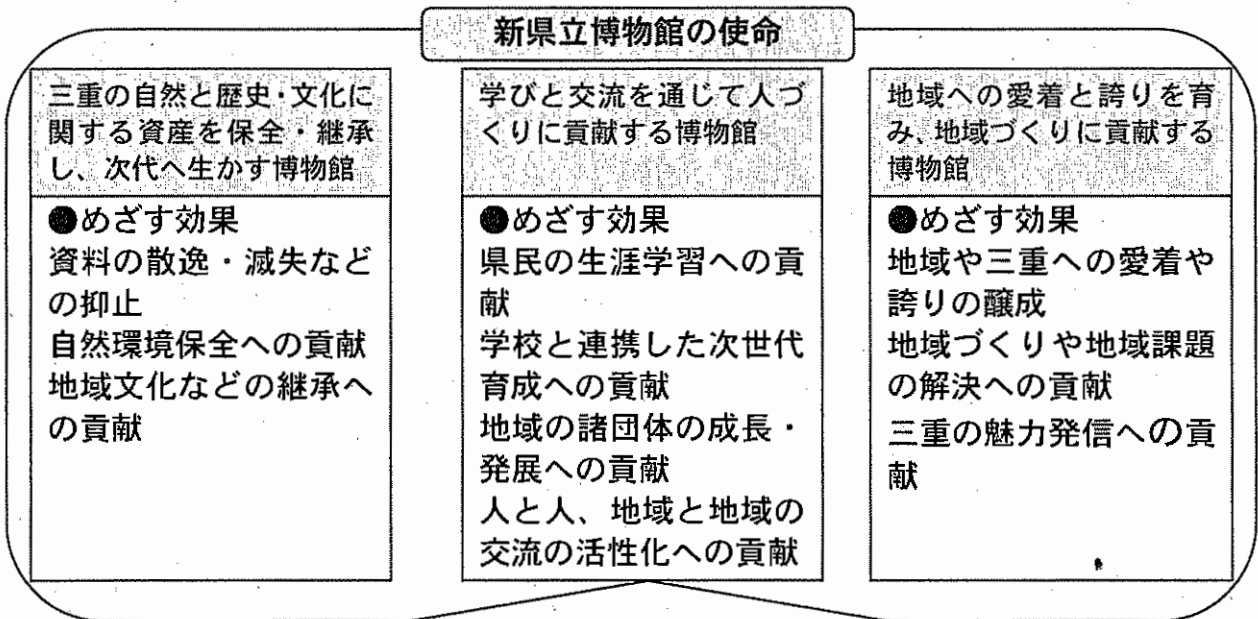 新県立博物館の使命
三重の自然と歴史・文化に
関する資産を保全・継承
し、次代へ生かす博物館
●めざす効果
資料の散逸・滅失など
の抑止
自然環境保全への貢献
地域文化などの継承へ
の貢献
学びと交流を通じて人づ
くりに貢献する博物館
●めざす効果
県民の生涯学習への貢
献
学校と連携した次世代
育成への貢献
地域の諸団体の成長・
発展への貢献
人と人、地域と地域の
交流の活性化への貢献
地域への愛着と誇りを育
み、地域づくりに貢献する
博物館
●めざす効果
地域や三重への愛着や
誇りの醸成
地域づくりや地域課題
の解決への貢献
三重の魅力発信への貢
献